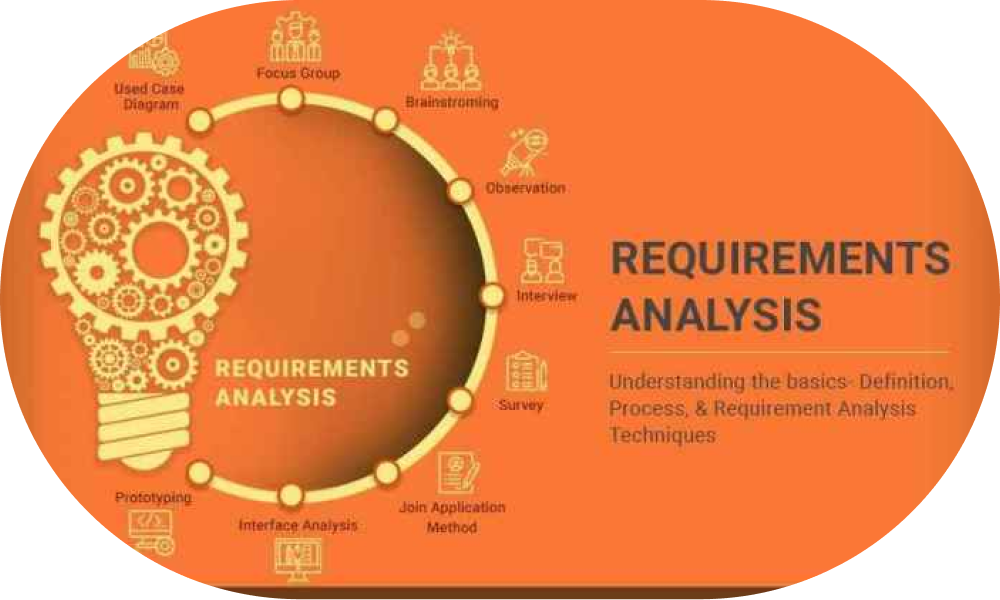 Used Case
Diagram
Focus Group
Brainstroming
Observation
Interview
Survey
Join Application
Method
Interface Analysis
Prototyping
REQUIREMENTS
ANALYSIS
REQUIREMENTS
ANALYSIS
Understanding the basics- Definition,
Process, & Requirement Analysis
Techniques